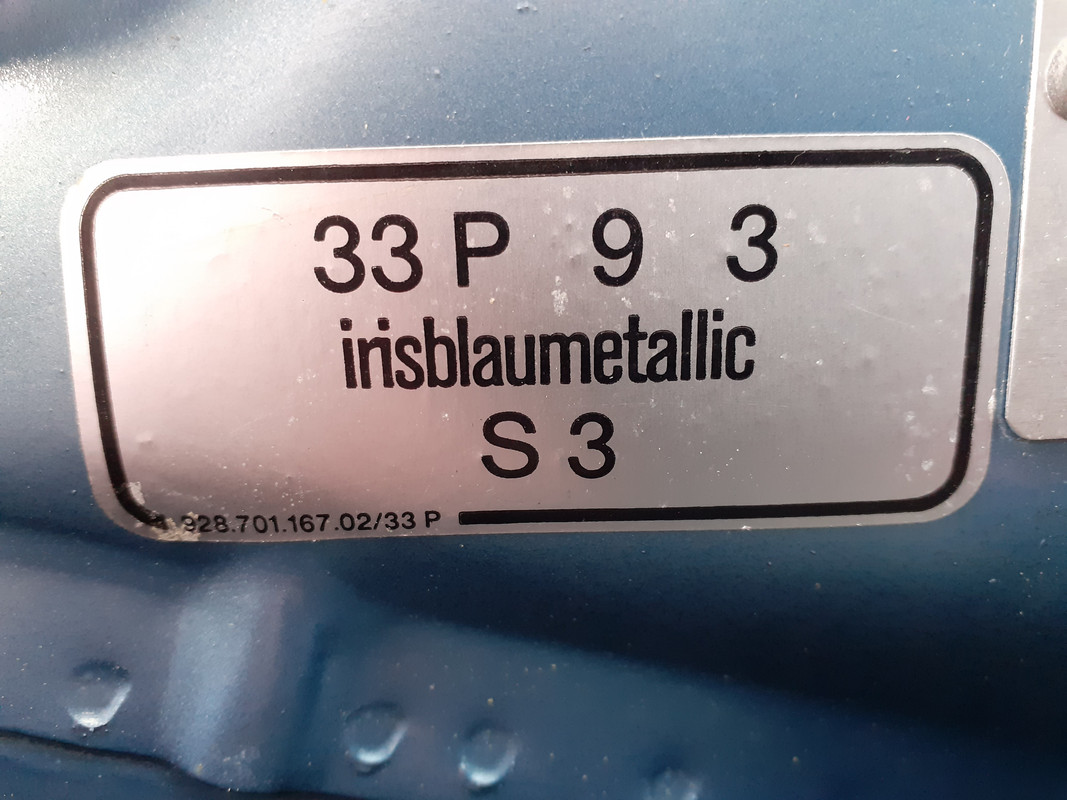 33 P 9 3
irisblaumetallic
S 3
928.701.167.02/33 P